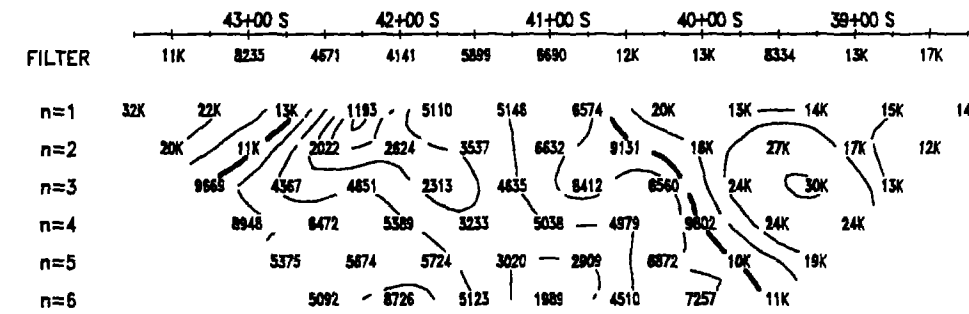 43+00 S 42+00 S 41+00 S 40+00 S 39+00 S
FILTER 11K 8235 4671 4141 5899 6690 12K 13K 8334 13K 17K
n=1 32K 22K 13K 1193 5110 5148 6574 20K 13K 14K 15K 14
n=2 20K 11K 2022 2624 3537 6632 9131 16K 27K 17K 12K
n=3 9665 4367 4851 2313 4635 8412 6560 24K 30K 13K
n=4 8948 6472 5389 3233 5038 4979 9802 24K 24K
n=5 5375 5674 5724 3020 2909 6872 10K 19K
n=6 5092 8726 5123 1989 4510 7257 11K